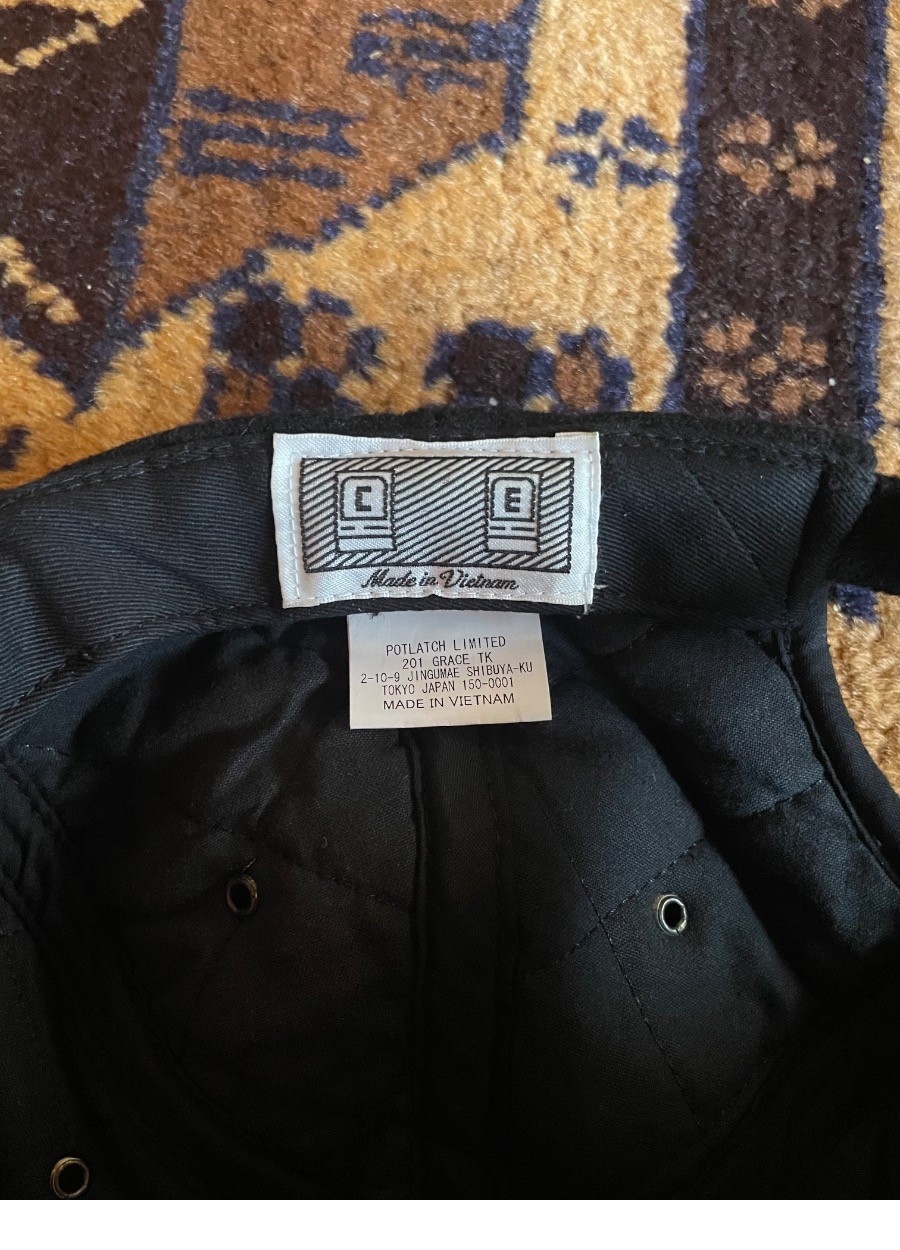 C E
Made in Vietnam
POTLATCH LIMITED
201 GRACE TK
2-10-9 JINGUMAE SHIBUYA-KU
TOKYO JAPAN 150-0001
MADE IN VIETNAM